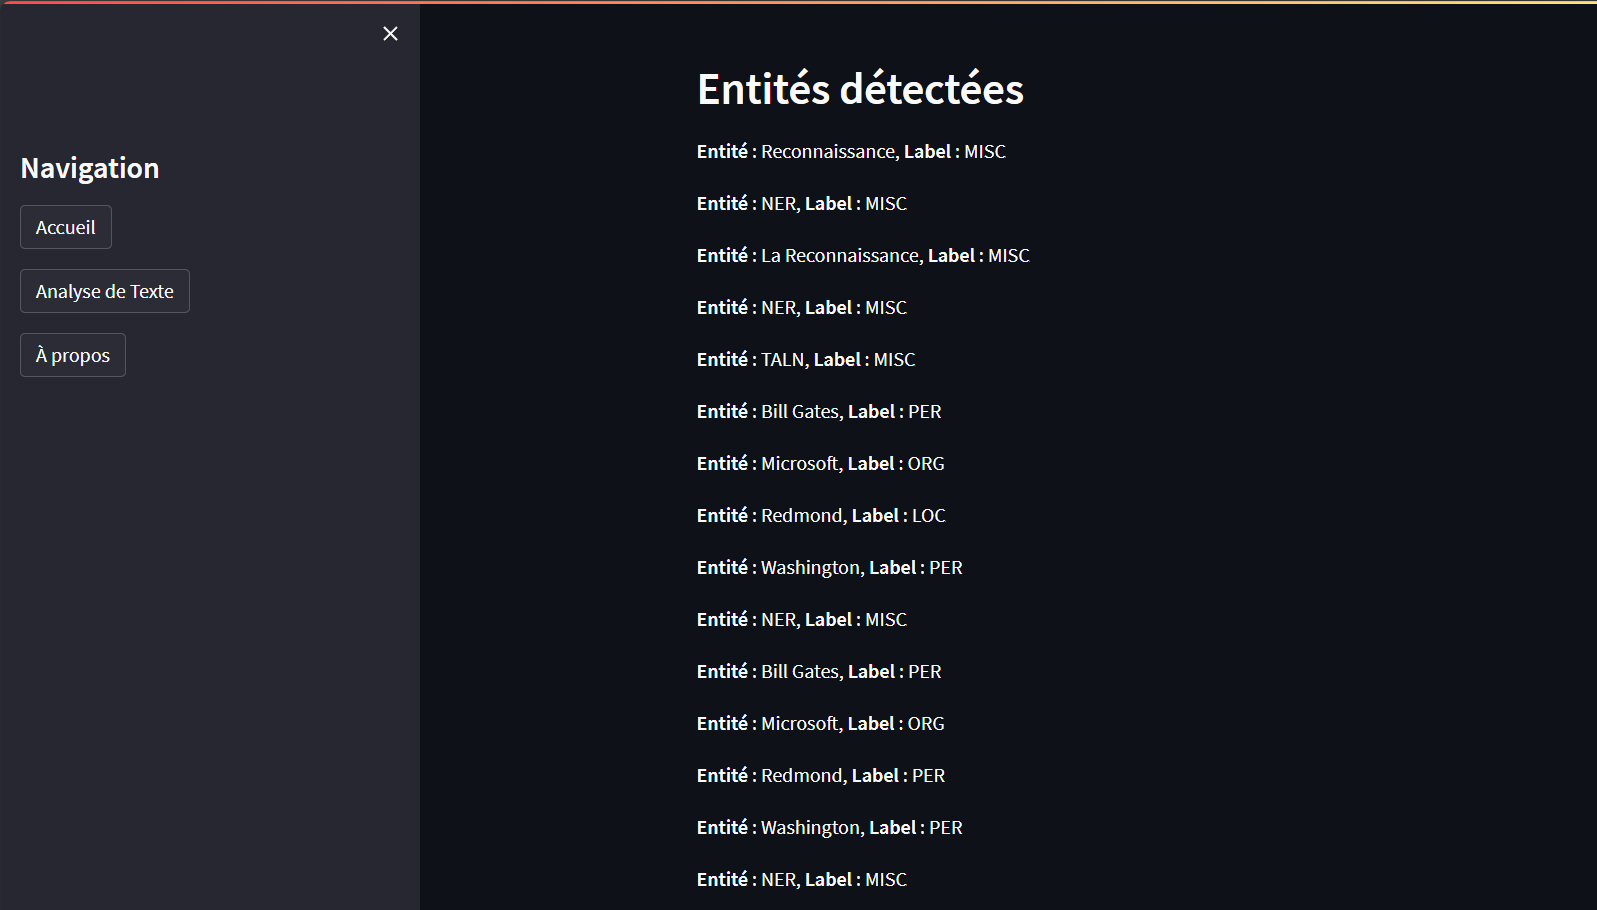 Navigation
Accueil
Analyse de Texte
À propos
Entités détectées
Entité : Reconnaissance, Label : MISC
Entité : NER, Label : MISC
Entité : La Reconnaissance, Label : MISC
Entité : NER, Label : MISC
Entité : TALN, Label : MISC
Entité : Bill Gates, Label : PER
Entité : Microsoft, Label : ORG
Entité : Redmond, Label : LOC
Entité : Washington, Label : PER
Entité : NER, Label : MISC
Entité : Bill Gates, Label : PER
Entité : Microsoft, Label : ORG
Entité : Redmond, Label : PER
Entité : Washington, Label : PER
Entité : NER, Label : MISC